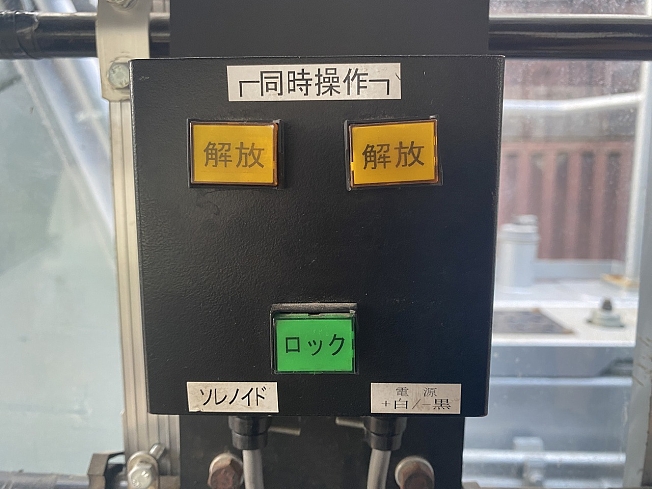 ┌同時操作┐
解放
解放
ロック
ソレノイド
電源
+白/−黒